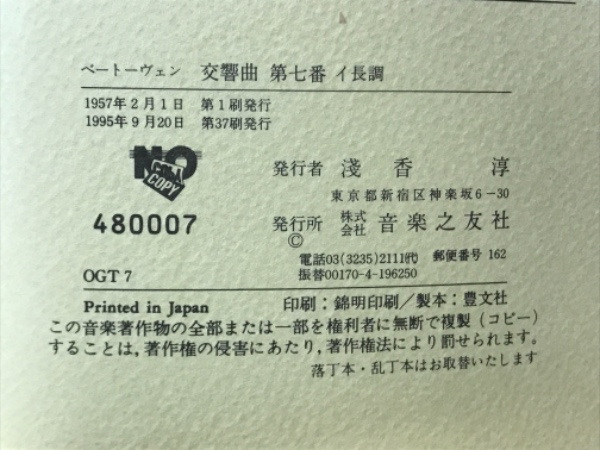 ベートーヴェン 交響曲 第七番 イ長調
1957年2月1日 第1刷発行
1995年9月20日 第37刷発行
NO COPY
発行者 淺香 淳
東京都新宿区神楽坂6−30
480007
発行所 株式会社 音楽之友社
©
電話03(3235)2111(代) 郵便番号 162
OGT 7
振替00170-4-196250
Printed in Japan 印刷：錦明印刷／製本：豊文社
この音楽著作物の全部または一部を権利者に無断で複製（コピー）
することは，著作権の侵害にあたり，著作権法により罰せられます。
落丁本・乱丁本はお取替いたします